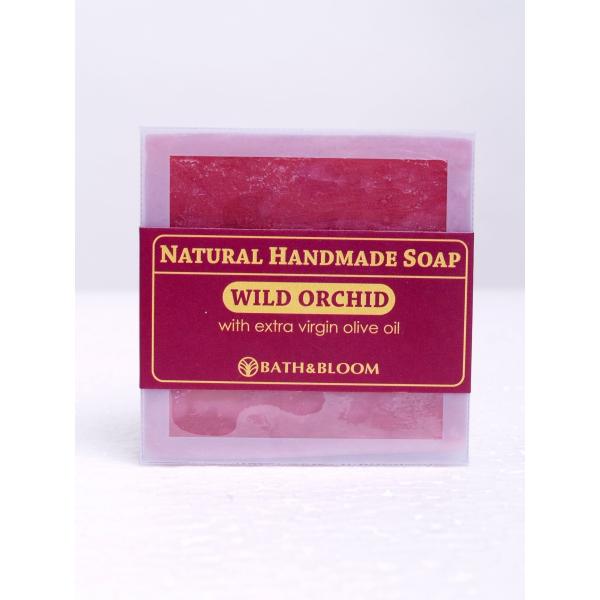 NATURAL HANDMADE SOAP
WILD ORCHID
with extra virgin olive oil
BATH&BLOOM